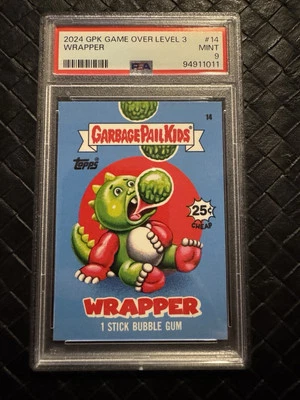 2024 GPK GAME OVER LEVEL 3 #14
WRAPPER MINT
9
PSA 94911011
14
GARBAGE PAIL KIDS
Topps
25¢
CHEAP
WRAPPER
1 STICK BUBBLE GUM